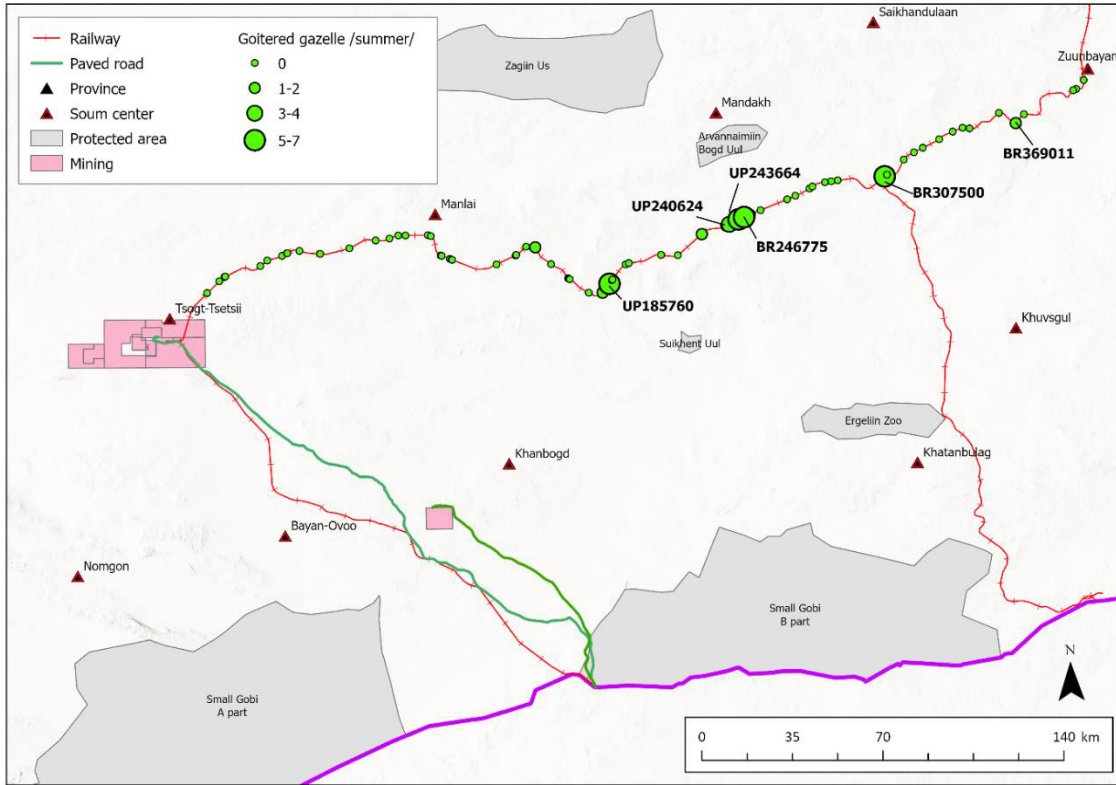 Railway
Paved road
Province
Soum center
Protected area
Mining
Goitered gazelle /summer/
0
1-2
3-4
5-7
Saikhandulaan
Zuunbayan
Zagiin Us
Mandakh
Arvannaimiin
Bogd Uul
BR369011
UP243664
BR307500
UP240624
Manlai
BR246775
UP185760
Tsogt-Tsetsii
Khuvsgul
Suikhent Uul
Ergeliin Zoo
Khanbogd
Khatanbulag
Bayan-Ovoo
Nomgon
Small Gobi
B part
Small Gobi
A part
N
0 35 70 140 km